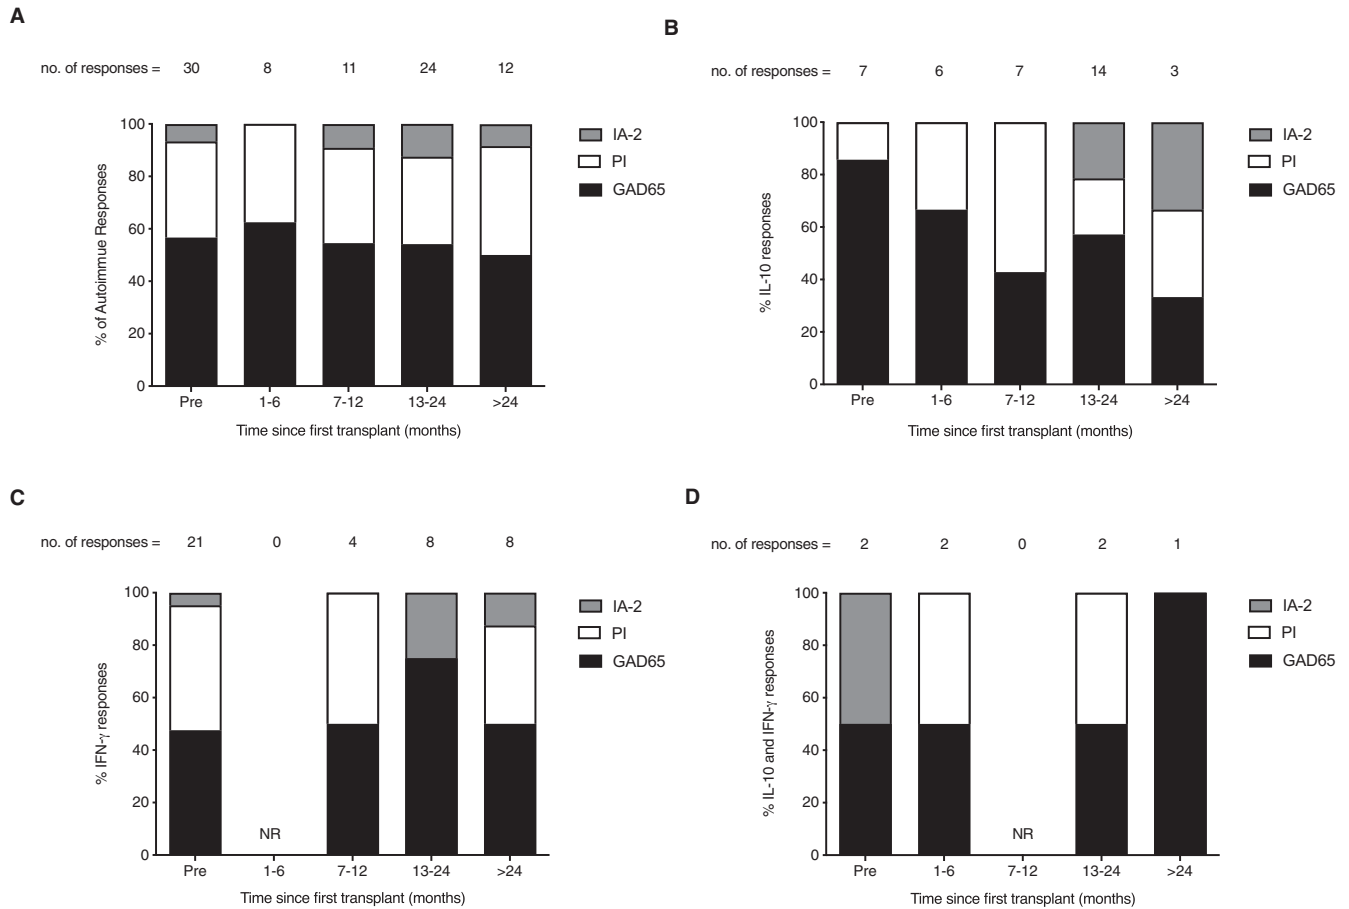 A
no. of responses = 30 8 11 24 12
% of Autoimmue Responses
100
80
60
40
20
0
Pre 1-6 7-12 13-24 >24
Time since first transplant (months)
IA-2
PI
GAD65
B
no. of responses = 7 6 7 14 3
% IL-10 responses
100
80
60
40
20
0
Pre 1-6 7-12 13-24 >24
Time since first transplant (months)
IA-2
PI
GAD65
C
no. of responses = 21 0 4 8 8
% IFN-γ responses
100
80
60
40
20
0
NR
Pre 1-6 7-12 13-24 >24
Time since first transplant (months)
IA-2
PI
GAD65
D
no. of responses = 2 2 0 2 1
% IL-10 and IFN-γ responses
100
80
60
40
20
0
NR
Pre 1-6 7-12 13-24 >24
Time since first transplant (months)
IA-2
PI
GAD65